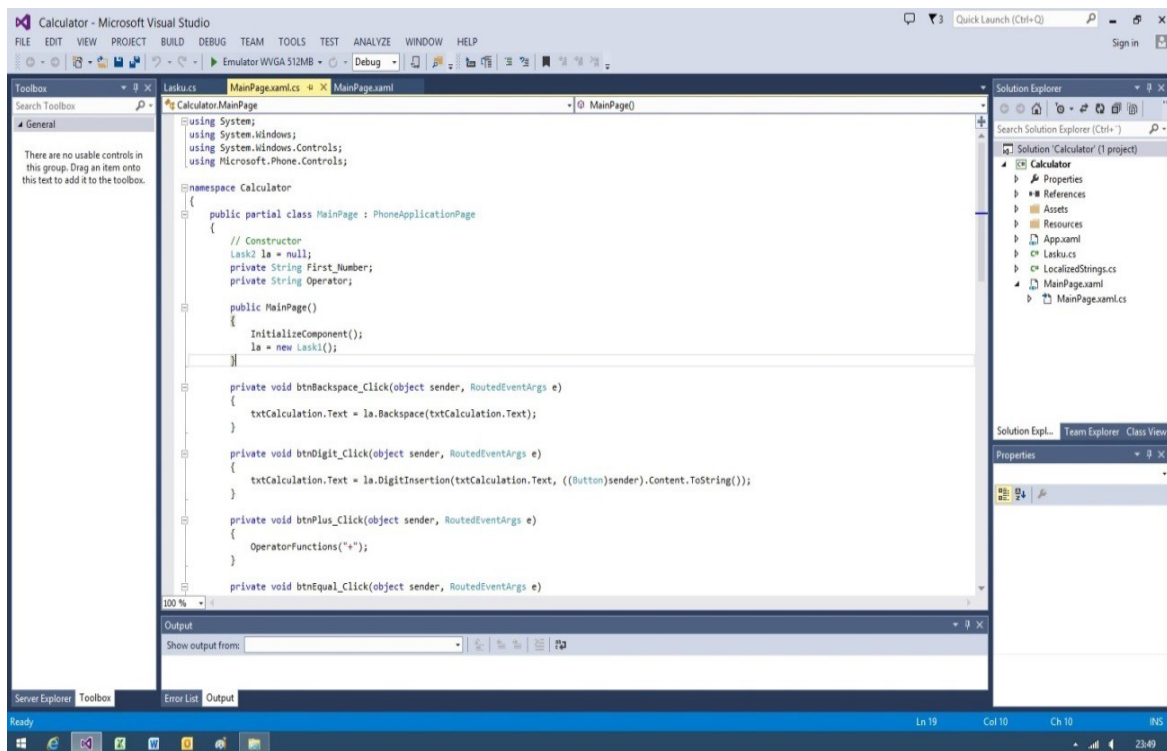 Calculator - Microsoft Visual Studio
3
Quick Launch (Ctrl+Q)
FILE EDIT VIEW PROJECT BUILD DEBUG TEAM TOOLS TEST ANALYZE WINDOW HELP
Sign in
Emulator WVGA 512MB
Debug
Toolbox
Search Toolbox
General
There are no usable controls in
this group. Drag an item onto
this text to add it to the toolbox.
Server Explorer Toolbox
Lasku.cs MainPage.xaml.cs MainPage.xaml
Calculator.MainPage MainPage()
using System;
using System.Windows;
using System.Windows.Controls;
using Microsoft.Phone.Controls;
namespace Calculator
{
public partial class MainPage : PhoneApplicationPage
{
// Constructor
Lask2 la = null;
private String First_Number;
private String Operator;
public MainPage()
{
InitializeComponent();
la = new Lask1();
}
private void btnBackspace_Click(object sender, RoutedEventArgs e)
{
txtCalculation.Text = la.Backspace(txtCalculation.Text);
}
private void btnDigit_Click(object sender, RoutedEventArgs e)
{
txtCalculation.Text = la.DigitInsertion(txtCalculation.Text, ((Button)sender).Content.ToString());
}
private void btnPlus_Click(object sender, RoutedEventArgs e)
{
OperatorFunctions("+");
}
private void btnEqual_Click(object sender, RoutedEventArgs e)
100 %
Output
Show output from:
Error List Output
Solution Explorer
Search Solution Explorer (Ctrl+¨)
Solution 'Calculator' (1 project)
Calculator
Properties
References
Assets
Resources
App.xaml
Lasku.cs
LocalizedStrings.cs
MainPage.xaml
MainPage.xaml.cs
Solution Expl... Team Explorer Class View
Properties
Ready
Ln 19 Col 10 Ch 10 INS
23:49